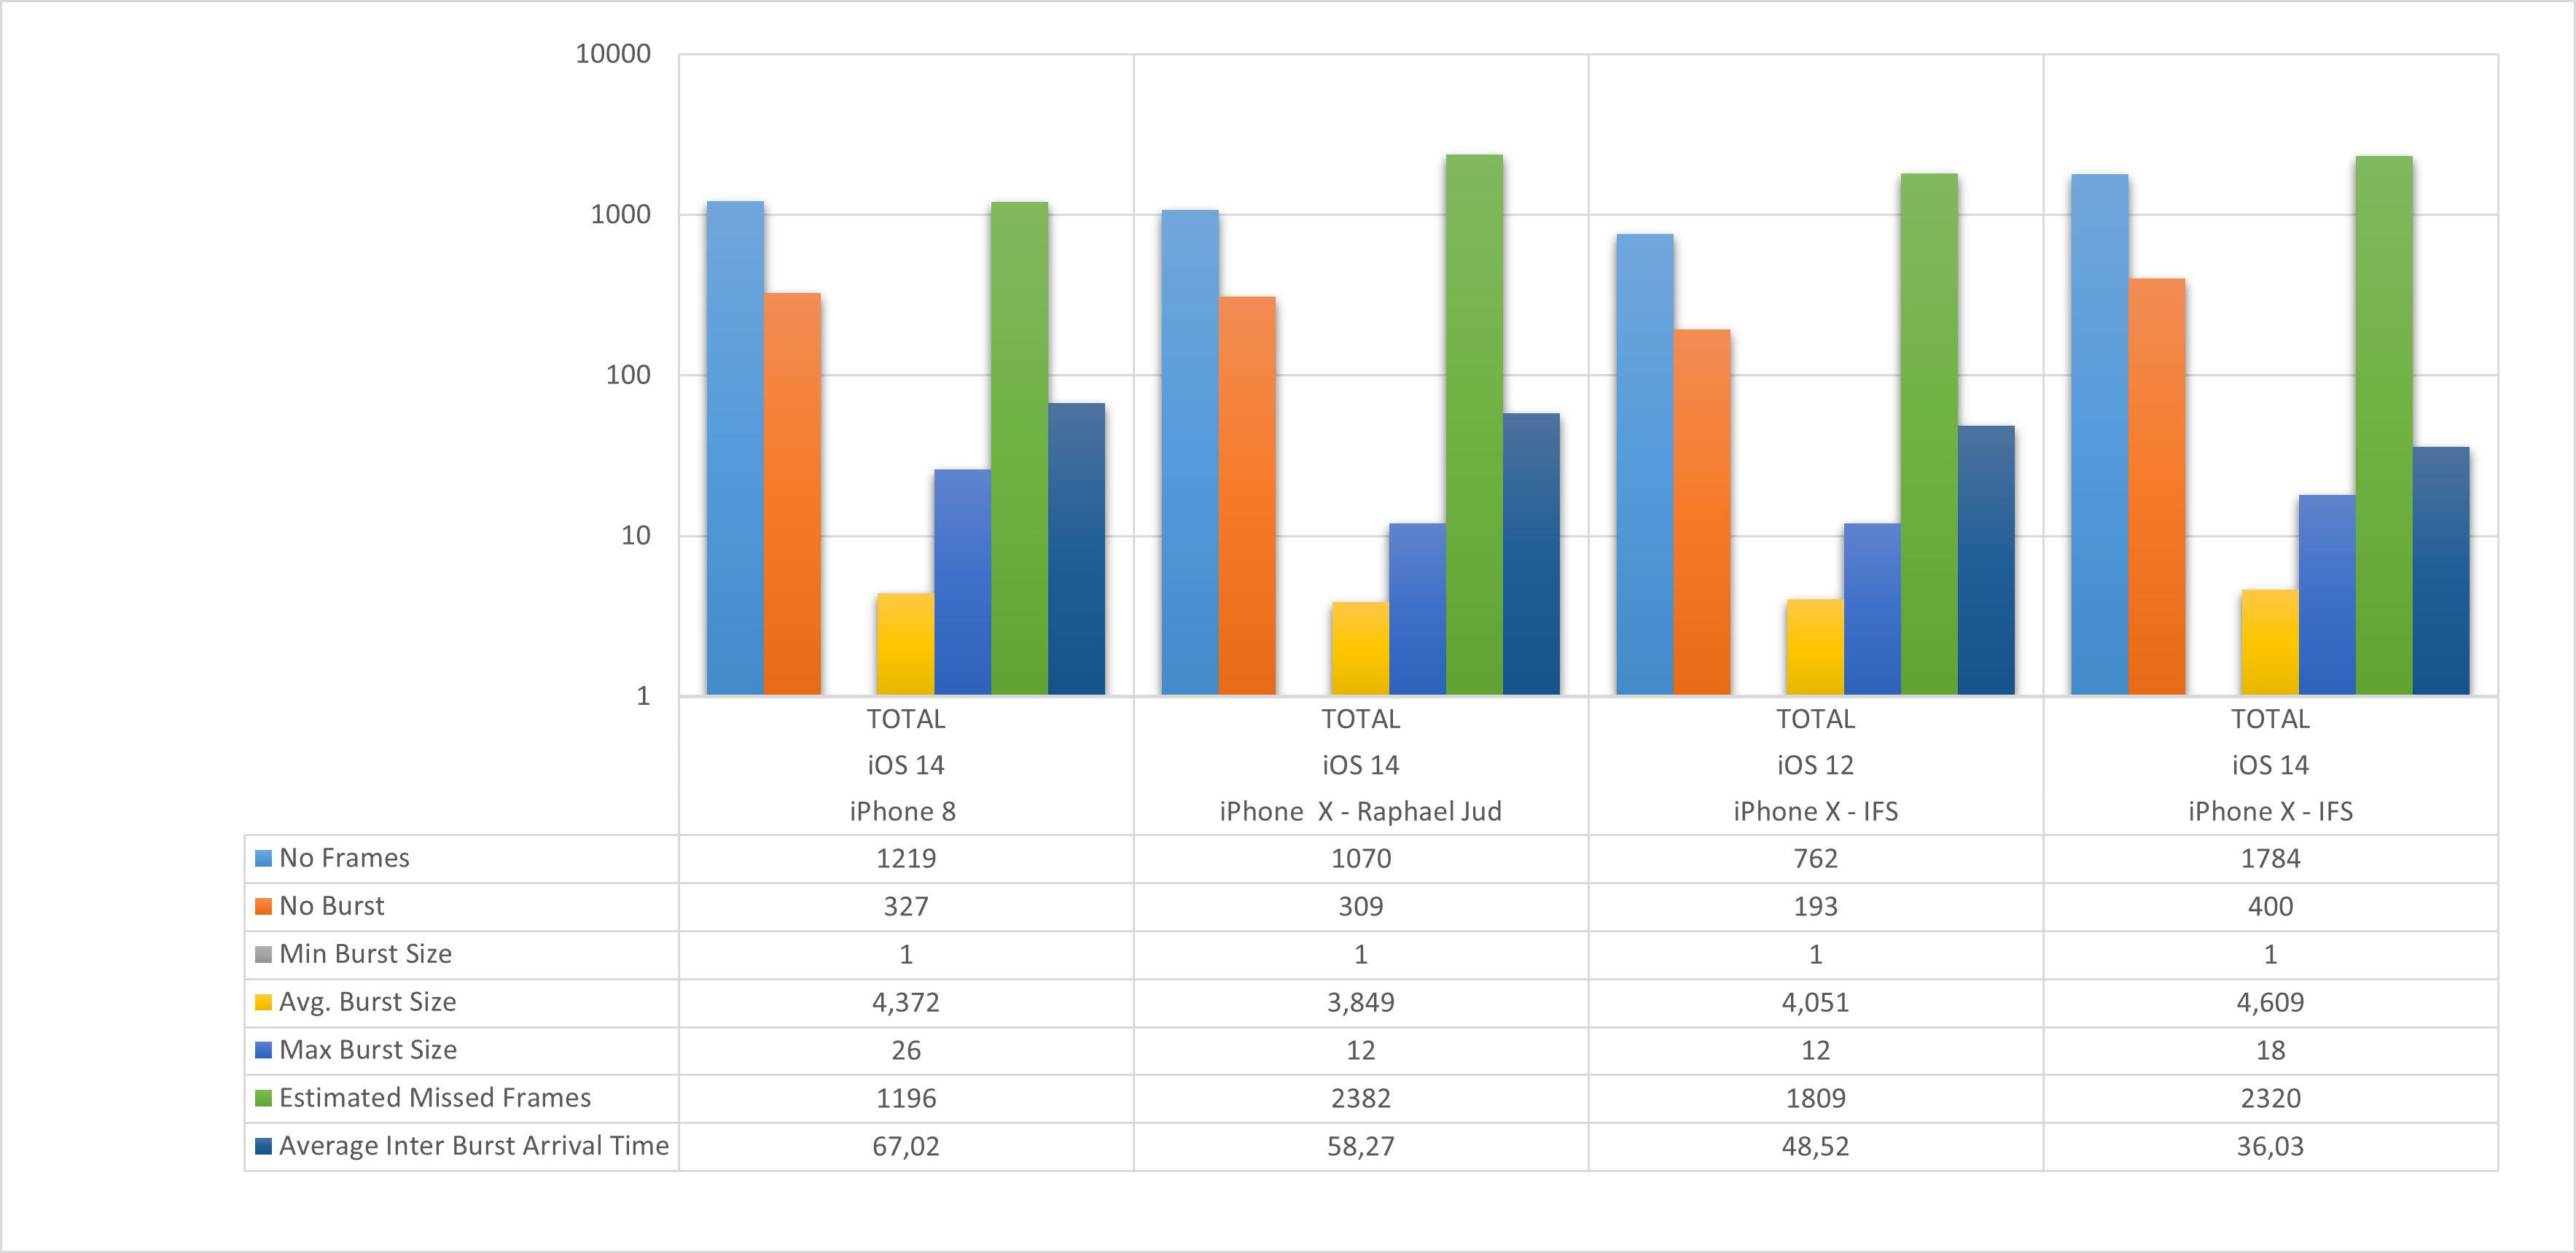 10000
1000
100
10
1
TOTAL TOTAL TOTAL TOTAL
iOS 14 iOS 14 iOS 12 iOS 14
iPhone 8 iPhone  X - Raphael Jud iPhone X - IFS iPhone X - IFS
No Frames 1219 1070 762 1784
No Burst 327 309 193 400
Min Burst Size 1 1 1 1
Avg. Burst Size 4,372 3,849 4,051 4,609
Max Burst Size 26 12 12 18
Estimated Missed Frames 1196 2382 1809 2320
Average Inter Burst Arrival Time 67,02 58,27 48,52 36,03